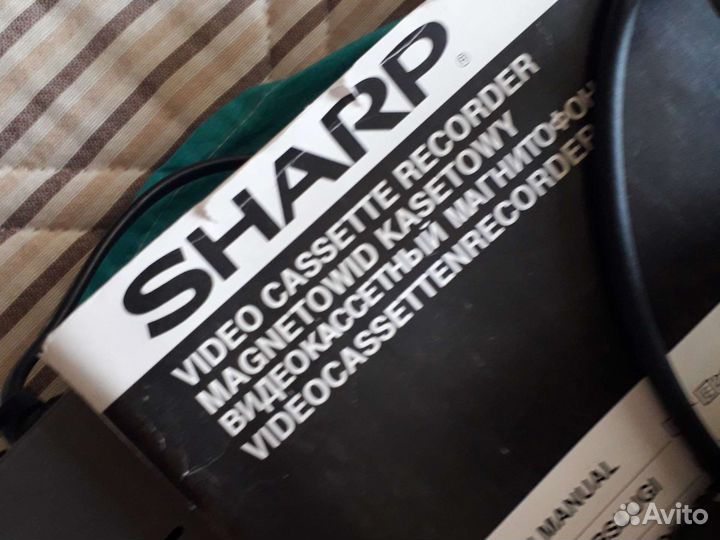 SHARP®
VIDEO CASSETTE RECORDER
MAGNETOWID KASETOWY
ВИДЕОКАССЕТНЫЙ МАГНИТОФОН
VIDEOCASSETTENRECORDER
MANUAL
Avito